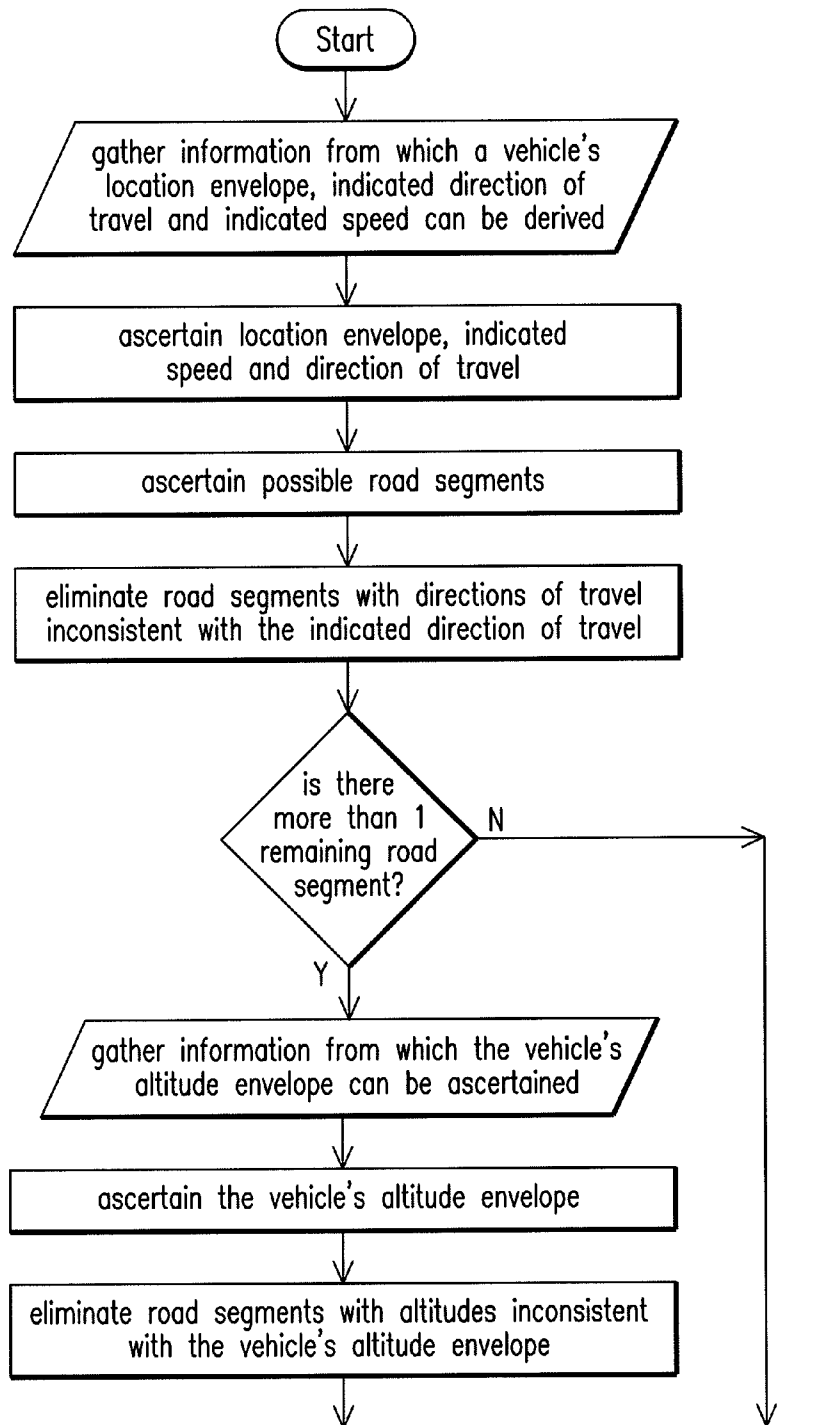 Start
gather information from which a vehicle's
location envelope, indicated direction of
travel and indicated speed can be derived
ascertain location envelope, indicated
speed and direction of travel
ascertain possible road segments
eliminate road segments with directions of travel
inconsistent with the indicated direction of travel
is there
more than 1
remaining road
segment?
N
Y
gather information from which the vehicle's
altitude envelope can be ascertained
ascertain the vehicle's altitude envelope
eliminate road segments with altitudes inconsistent
with the vehicle's altitude envelope